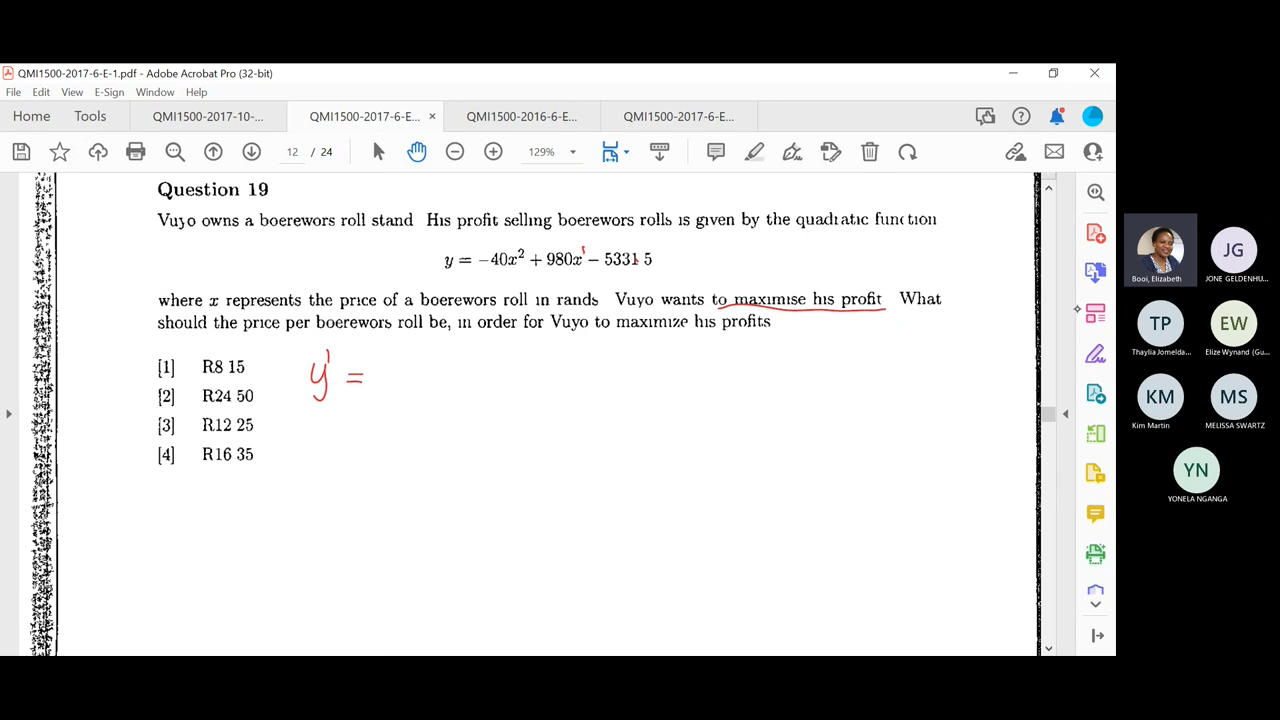 QMI1500-2017-6-E-1.pdf - Adobe Acrobat Pro (32-bit)
File Edit View E-Sign Window Help
Home Tools QMI1500-2017-10-... QMI1500-2017-6-E... × QMI1500-2016-6-E... QMI1500-2017-6-E...
12 / 24 129%
Question 19
Vuyo owns a boerewors roll stand His profit selling boerewors rolls is given by the quadratic function
y = −40x² + 980x' − 5331 5
where x represents the price of a boerewors roll in rands Vuyo wants to maximise his profit What
should the price per boerewors roll be, in order for Vuyo to maximize his profits
[1] R8 15
[2] R24 50
[3] R12 25
[4] R16 35
y' =
Booi, Elizabeth
JG
JONE GELDENHU...
TP
Thaylia Jomelda...
EW
Elize Wynand (Gu...
KM
Kim Martin
MS
MELISSA SWARTZ
YN
YONELA NGANGA